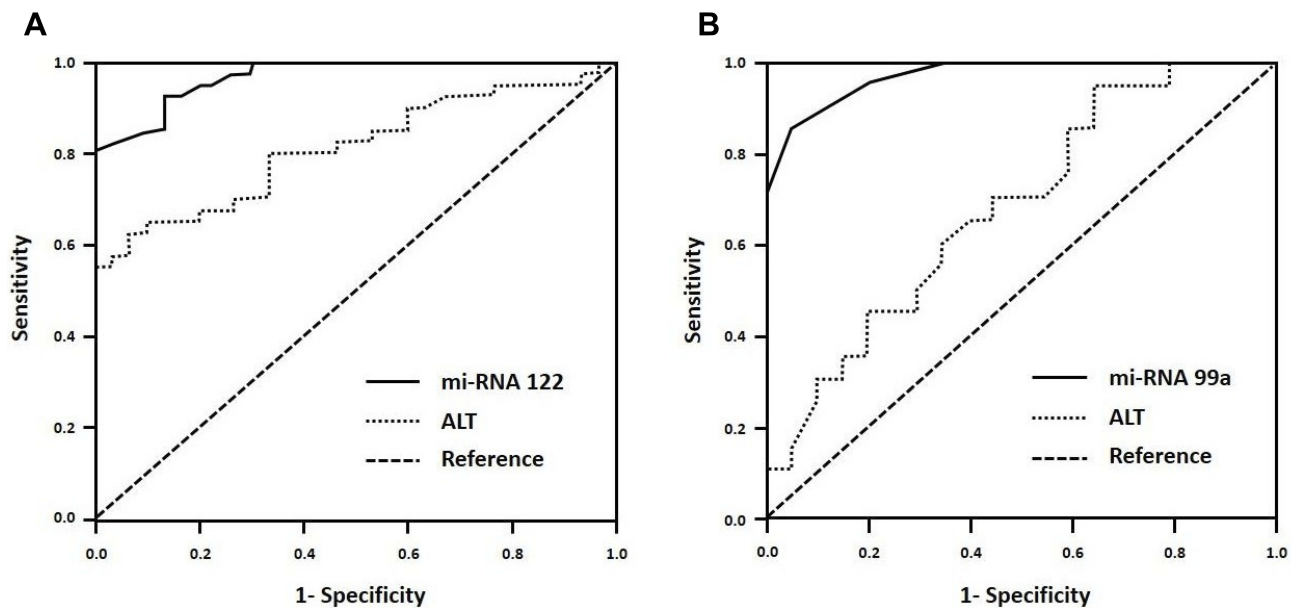 A
1.0
0.8
0.6
0.4
0.2
0.0
Sensitivity
mi-RNA 122
ALT
Reference
0.0 0.2 0.4 0.6 0.8 1.0
1- Specificity
B
1.0
0.8
0.6
0.4
0.2
0.0
Sensitivity
mi-RNA 99a
ALT
Reference
0.0 0.2 0.4 0.6 0.8 1.0
1- Specificity